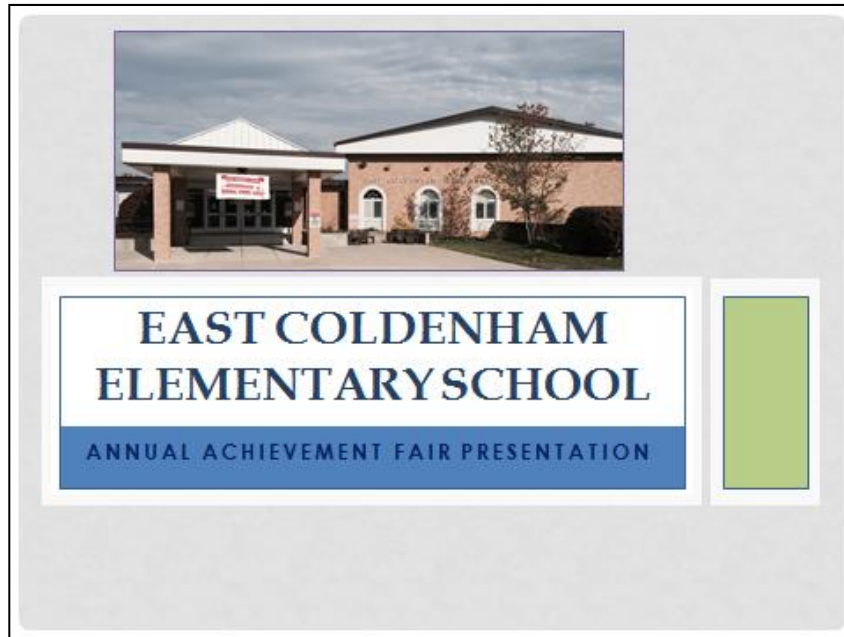 EAST COLDENHAM
ELEMENTARY SCHOOL
ANNUAL ACHIEVEMENT FAIR PRESENTATION